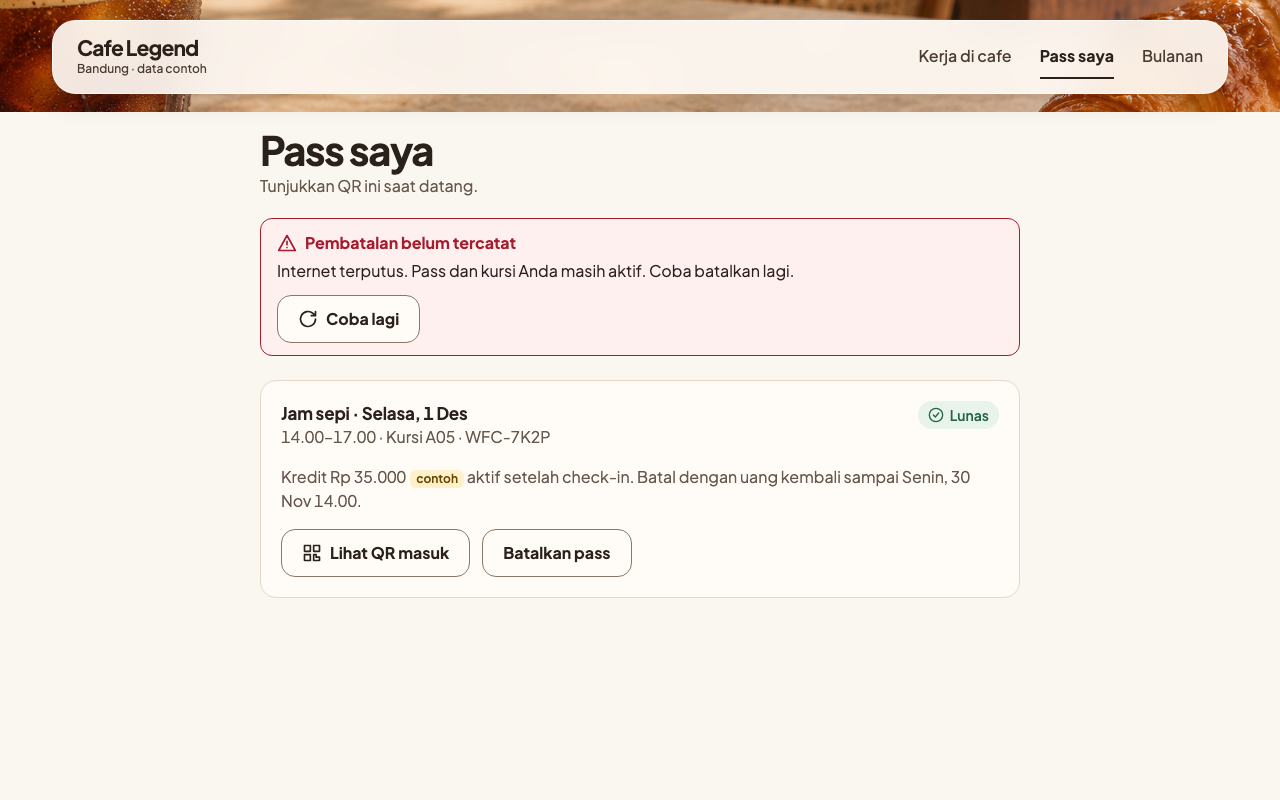 Cafe Legend
Bandung · data contoh
Kerja di cafe
Pass saya
Bulanan
Pass saya
Tunjukkan QR ini saat datang.
Pembatalan belum tercatat
Internet terputus. Pass dan kursi Anda masih aktif. Coba batalkan lagi.
Coba lagi
Jam sepi · Selasa, 1 Des
Lunas
14.00–17.00 · Kursi A05 · WFC-7K2P
Kredit Rp 35.000 contoh aktif setelah check-in. Batal dengan uang kembali sampai Senin, 30
Nov 14.00.
Lihat QR masuk
Batalkan pass